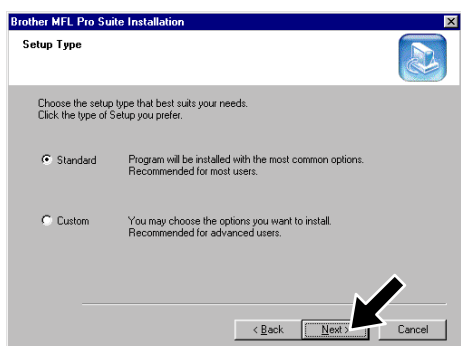 Brother MFL Pro Suite Installation
Setup Type
Choose the setup type that best suits your needs.
Click the type of Setup you prefer.
Standard Program will be installed with the most common options.
Recommended for most users.
Custom You may choose the options you want to install.
Recommended for advanced users.
< Back Next > Cancel